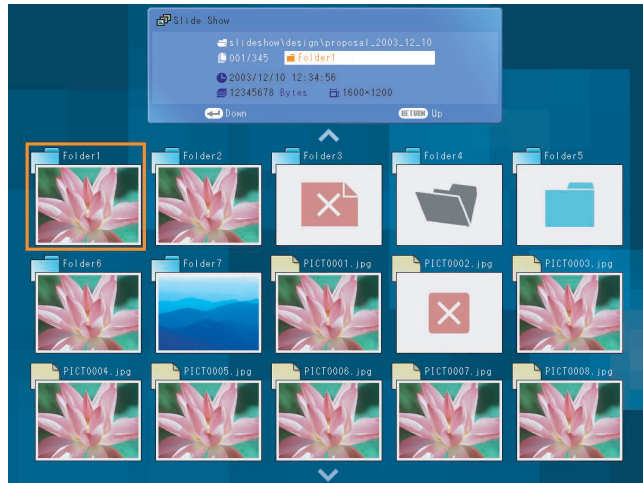 Slide Show
slideshow\design\proposal_2003_12_10
001/345 Folder1
2003/12/10 12:34:56
12345678 Bytes 1600×1200
Down RETURN Up
Folder1 Folder2 Folder3 Folder4 Folder5
Folder6 Folder7 PICT0001.jpg PICT0002.jpg PICT0003.jpg
PICT0004.jpg PICT0005.jpg PICT0006.jpg PICT0007.jpg PICT0008.jpg